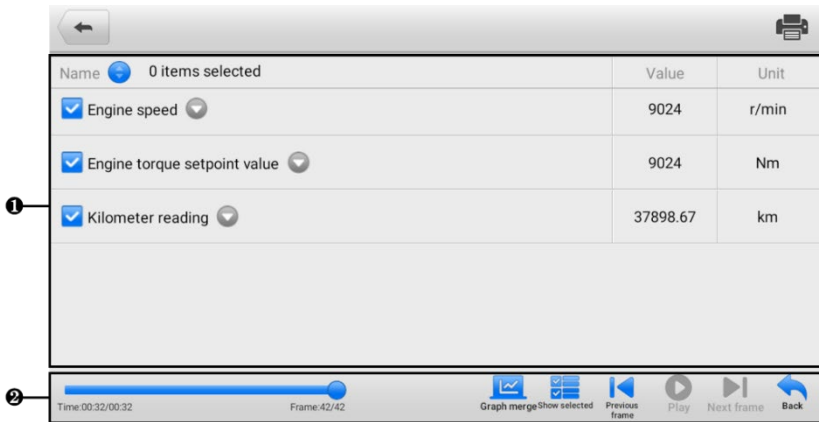 Name 0 items selected Value Unit
Engine speed 9024 r/min
Engine torque setpoint value 9024 Nm
❶
Kilometer reading 37898.67 km
❷
Time:00:32/00:32 Frame:42/42 Graph merge Show selected Previous frame Play Next frame Back